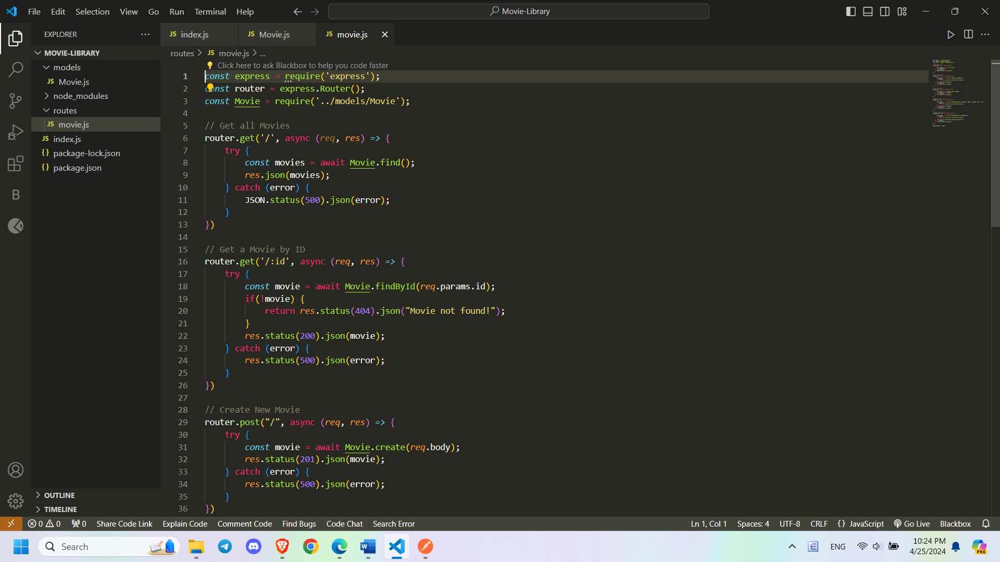 File Edit Selection View Go Run Terminal Help
Movie-Library
EXPLORER
MOVIE-LIBRARY
models
JS Movie.js
node_modules
routes
JS movie.js
JS index.js
{} package-lock.json
{} package.json
OUTLINE
TIMELINE
JS index.js JS Movie.js JS movie.js
routes > JS movie.js > ...
Click here to ask Blackbox to help you code faster
1 const express = require('express');
2 const router = express.Router();
3 const Movie = require('../models/Movie');
4
5 // Get all Movies
6 router.get('/', async (req, res) => {
7 try {
8 const movies = await Movie.find();
9 res.json(movies);
10 } catch (error) {
11 JSON.status(500).json(error);
12 }
13 })
14
15 // Get a Movie by ID
16 router.get('/:id', async (req, res) => {
17 try {
18 const movie = await Movie.findById(req.params.id);
19 if(!movie) {
20 return res.status(404).json("Movie not found!");
21 }
22 res.status(200).json(movie);
23 } catch (error) {
24 res.status(500).json(error);
25 }
26 })
27
28 // Create New Movie
29 router.post("/", async (req, res) => {
30 try {
31 const movie = await Movie.create(req.body);
32 res.status(201).json(movie);
33 } catch (error) {
34 res.status(500).json(error);
35 }
36 })
0 0 0 Share Code Link Explain Code Comment Code Find Bugs Code Chat Search Error Ln 1, Col 1 Spaces: 4 UTF-8 CRLF {} JavaScript Go Live Blackbox
Search ENG 10:24 PM
4/25/2024
PRE